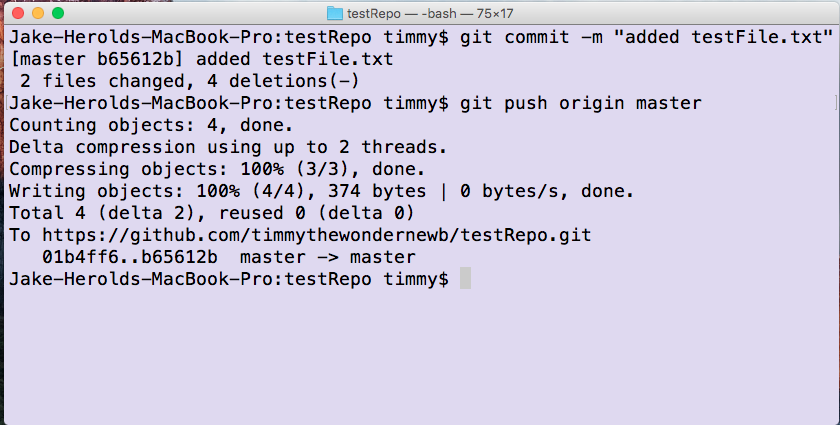 testRepo — -bash — 75×17
Jake-Herolds-MacBook-Pro:testRepo timmy$ git commit -m "added testFile.txt"
[master b65612b] added testFile.txt
 2 files changed, 4 deletions(-)
Jake-Herolds-MacBook-Pro:testRepo timmy$ git push origin master
Counting objects: 4, done.
Delta compression using up to 2 threads.
Compressing objects: 100% (3/3), done.
Writing objects: 100% (4/4), 374 bytes | 0 bytes/s, done.
Total 4 (delta 2), reused 0 (delta 0)
To https://github.com/timmythewondernewb/testRepo.git
   01b4ff6..b65612b  master -> master
Jake-Herolds-MacBook-Pro:testRepo timmy$